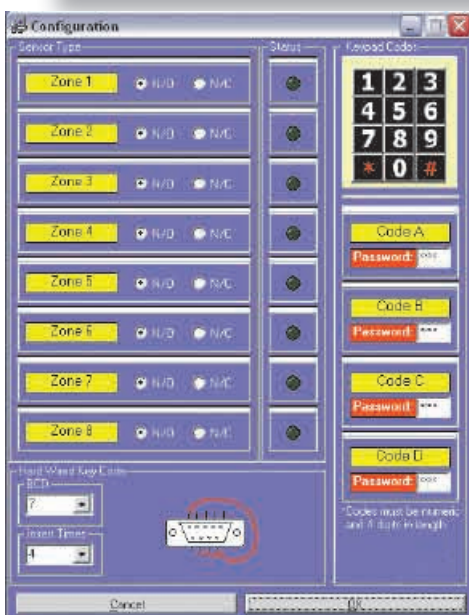 Configuration
Sensor Type
Status
Keypad Codes
Zone 1 N/O N/C
Zone 2 N/O N/C
Zone 3 N/O N/C
Zone 4 N/O N/C
Zone 5 N/O N/C
Zone 6 N/O N/C
Zone 7 N/O N/C
Zone 8 N/O N/C
1 2 3
4 5 6
7 8 9
* 0 #
Code A
Password: ***
Code B
Password: ***
Code C
Password: ***
Code D
Password: ***
*Codes must be numeric
and 4 digits in length
Hard Wired Key Code
BCD
7
Insert Times
4
Cancel
OK